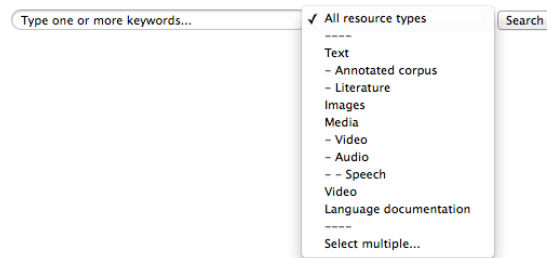 Type one or more keywords...
✓ All resource types
Search
----
Text
- Annotated corpus
- Literature
Images
Media
- Video
- Audio
- - Speech
Video
Language documentation
----
Select multiple...